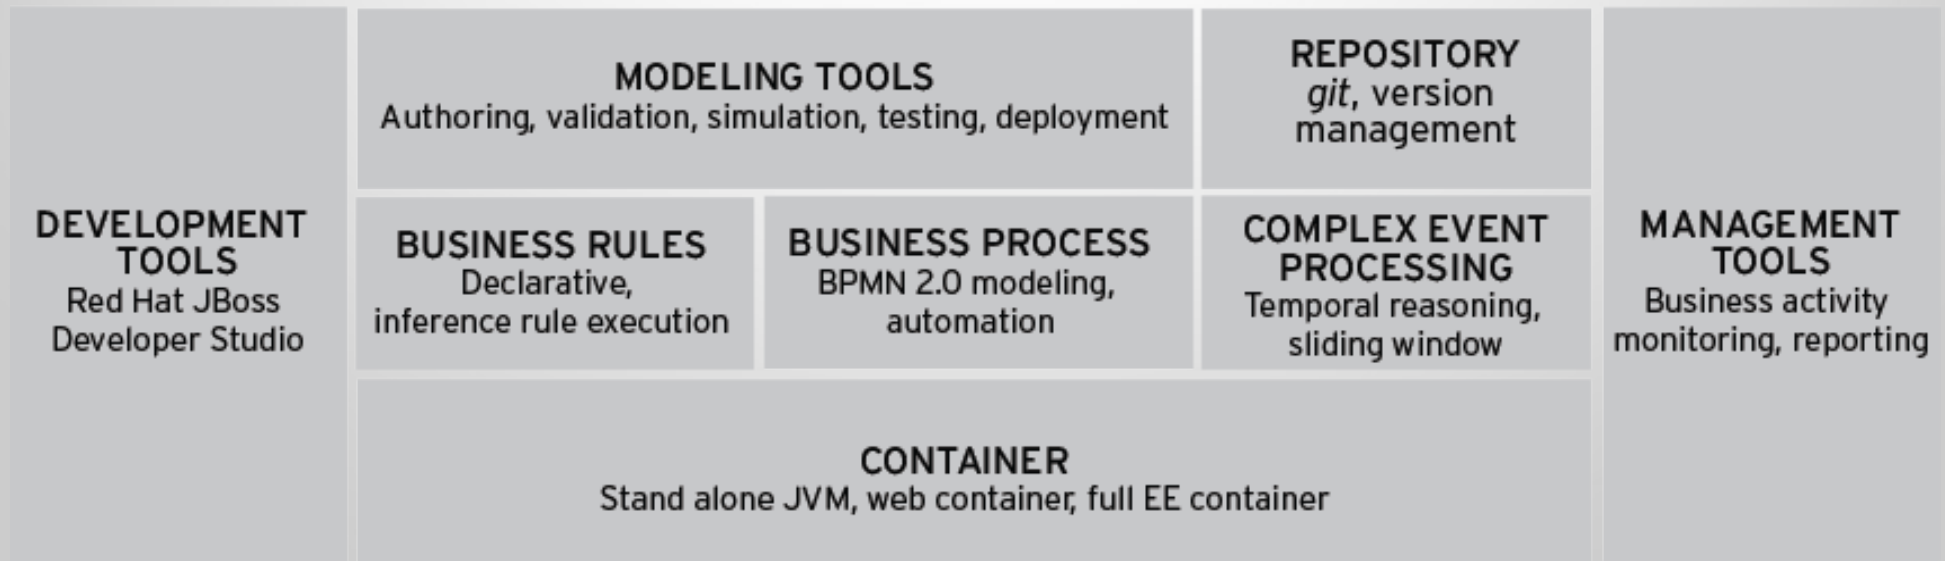 DEVELOPMENT
TOOLS
Red Hat JBoss
Developer Studio
MODELING TOOLS
Authoring, validation, simulation, testing, deployment
REPOSITORY
git, version
management
BUSINESS RULES
Declarative,
inference rule execution
BUSINESS PROCESS
BPMN 2.0 modeling,
automation
COMPLEX EVENT
PROCESSING
Temporal reasoning,
sliding window
CONTAINER
Stand alone JVM, web container, full EE container
MANAGEMENT
TOOLS
Business activity
monitoring, reporting